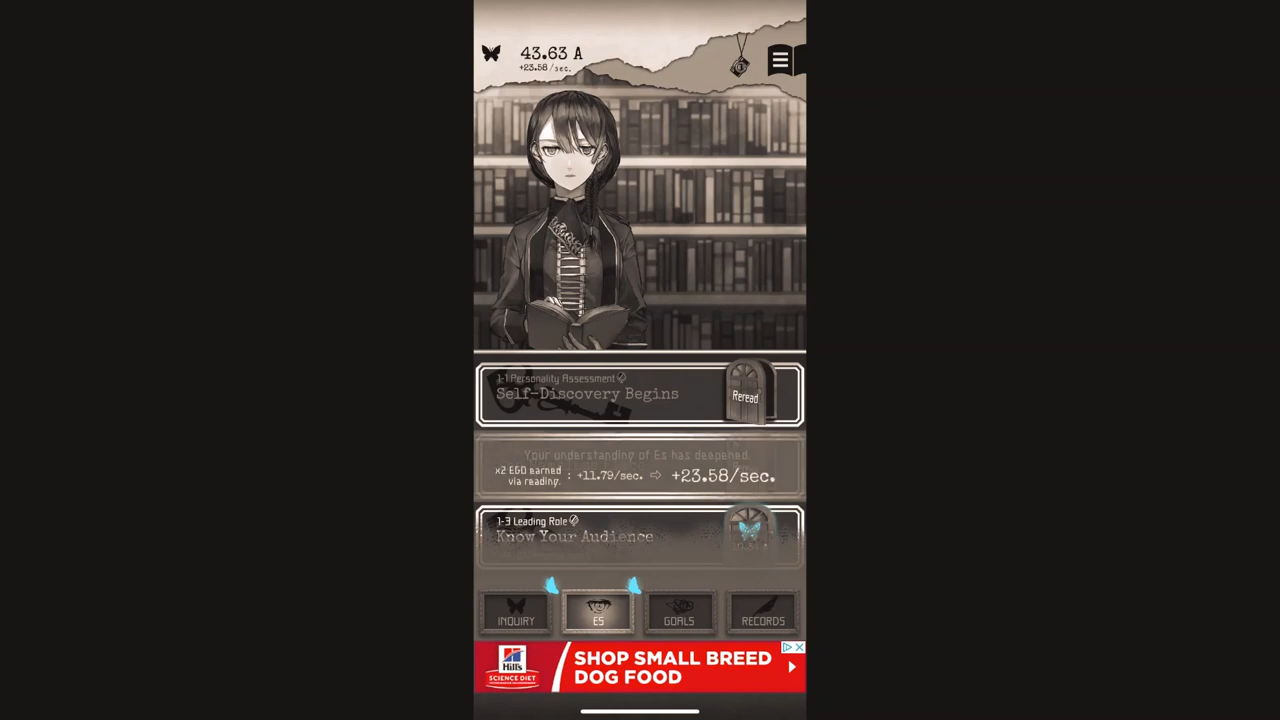 43.63 A
+23.58/sec.
1-1 Personality Assessment
Self-Discovery Begins
Reread
Your understanding of Es has deepened.
x2 EGO earned
via reading.
: +11.79/sec. ⇨ +23.58/sec.
1-3 Leading Role
Know Your Audience
INQUIRY
ES
GOALS
RECORDS
Hill's
SCIENCE DIET
SHOP SMALL BREED
DOG FOOD